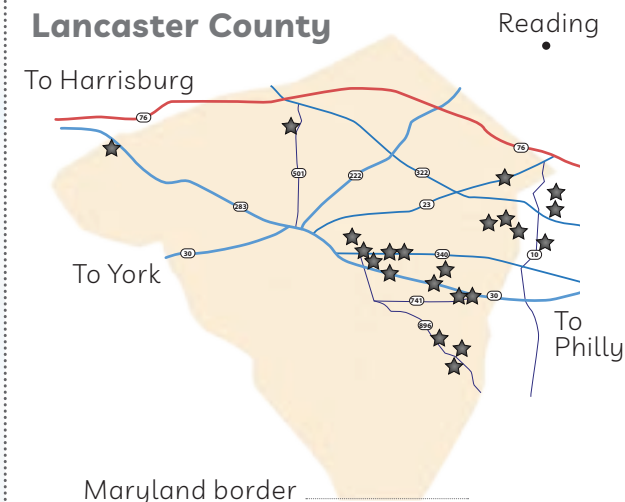 Lancaster County
Reading
To Harrisburg
76
76
501
222
322
283
23
30
340
10
To York
741
30
896
To
Philly
Maryland border